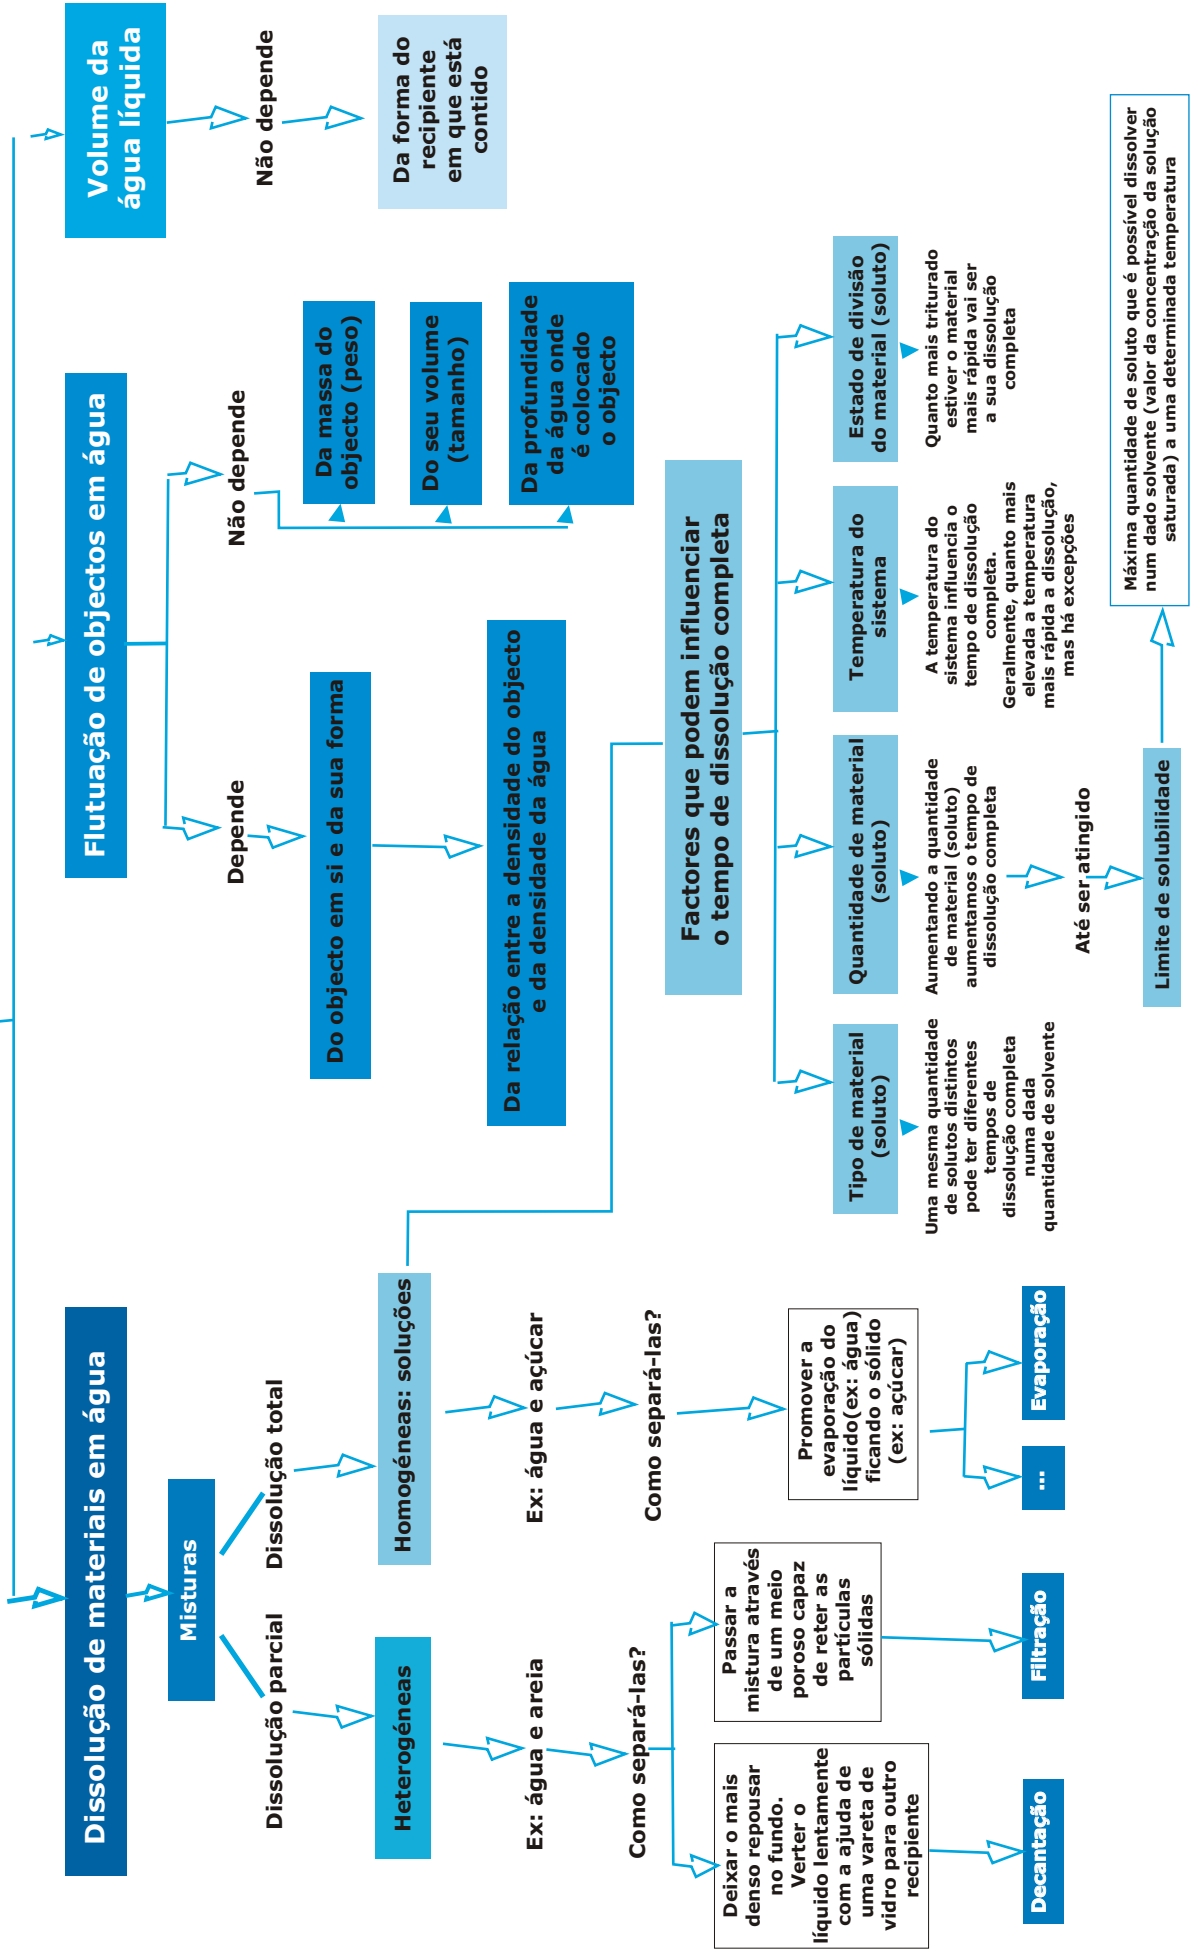 Dissolução de materiais em água
Misturas
Dissolução parcial
Dissolução total
Heterogéneas
Homogéneas: soluções
Ex: água e areia
Ex: água e açúcar
Como separá-las?
Como separá-las?
Deixar o mais
denso repousar
no fundo.
Verter o
líquido lentamente
com a ajuda de
uma vareta de
vidro para outro
recipiente
Passar a
mistura através
de um meio
poroso capaz
de reter as
partículas
sólidas
Promover a
evaporação do
líquido(ex: água)
ficando o sólido
(ex: açúcar)
Decantação
Filtração
...
Evaporação
Flutuação de objectos em água
Depende
Não depende
Do objecto em si e da sua forma
Da relação entre a densidade do objecto
e da densidade da água
Da massa do
objecto (peso)
Do seu volume
(tamanho)
Da profundidade
da água onde
é colocado
o objecto
Volume da
água líquida
Não depende
Da forma do
recipiente
em que está
contido
Factores que podem influenciar
o tempo de dissolução completa
Tipo de material
(soluto)
Uma mesma quantidade
de solutos distintos
pode ter diferentes
tempos de
dissolução completa
numa dada
quantidade de solvente
Quantidade de material
(soluto)
Aumentando a quantidade
de material (soluto)
aumentamos o tempo de
dissolução completa
Até ser atingido
Limite de solubilidade
Máxima quantidade de soluto que é possível dissolver
num dado solvente (valor da concentração da solução
saturada) a uma determinada temperatura
Temperatura do
sistema
A temperatura do
sistema influencia o
tempo de dissolução
completa.
Geralmente, quanto mais
elevada a temperatura
mais rápida a dissolução,
mas há excepções
Estado de divisão
do material (soluto)
Quanto mais triturado
estiver o material
mais rápida vai ser
a sua dissolução
completa